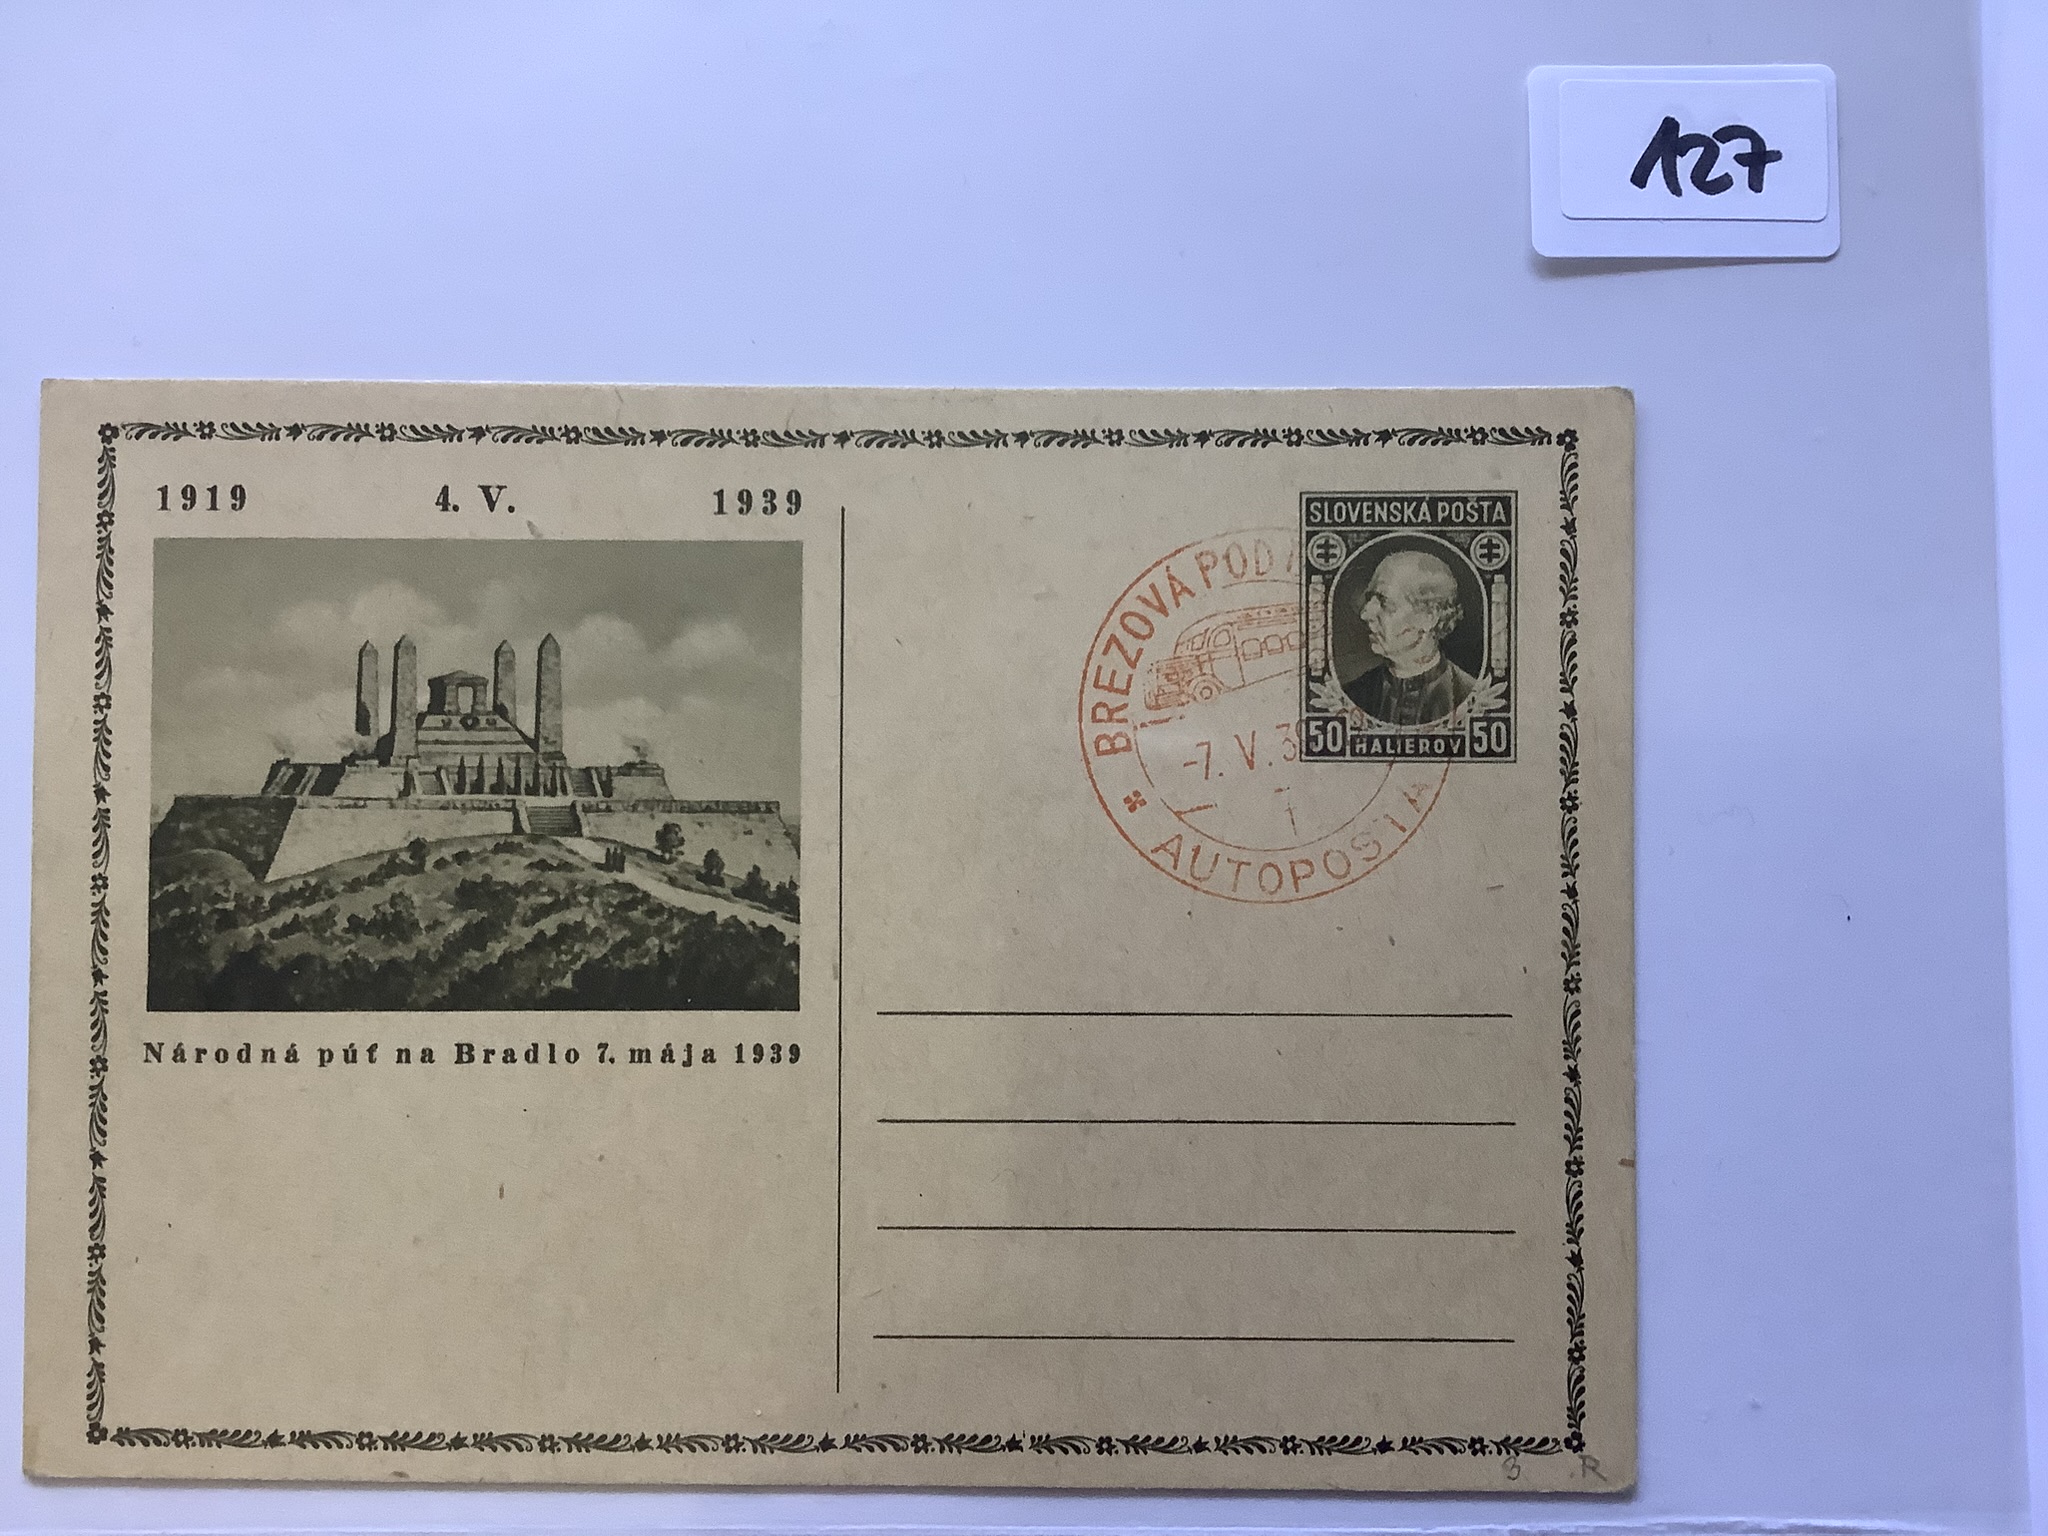 127
1919 4. V. 1939
SLOVENSKÁ POŠTA
50 HALIEROV 50
BREZOVÁ POD
-7. V. 39
AUTOPOŠTA
Národná púť na Bradlo 7. mája 1939
3 R